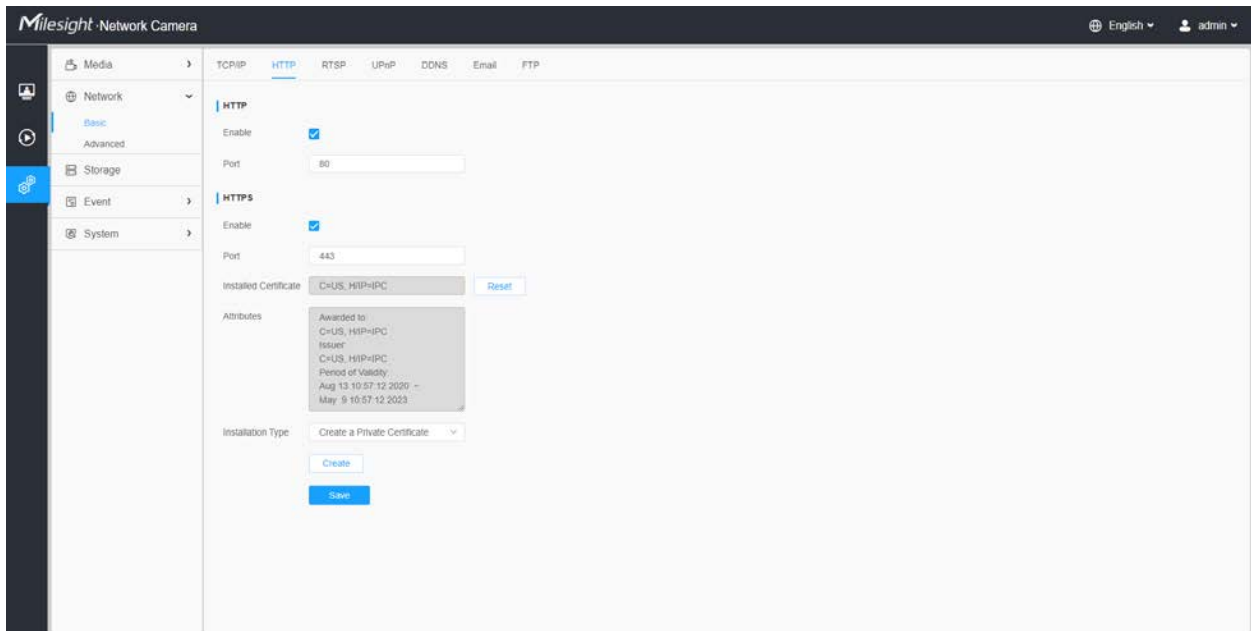 Milesight·Network Camera
English
admin
Media
Network
Basic
Advanced
Storage
Event
System
TCP/IP HTTP RTSP UPnP DDNS Email FTP
HTTP
Enable
Port 80
HTTPS
Enable
Port 443
Installed Certificate C=US, H/IP=IPC Reset
Attributes
Awarded to:
C=US, H/IP=IPC
Issuer:
C=US, H/IP=IPC
Period of Validity:
Aug 13 10:57:12 2020 ~
May 9 10:57:12 2023
Installation Type Create a Private Certificate
Create
Save